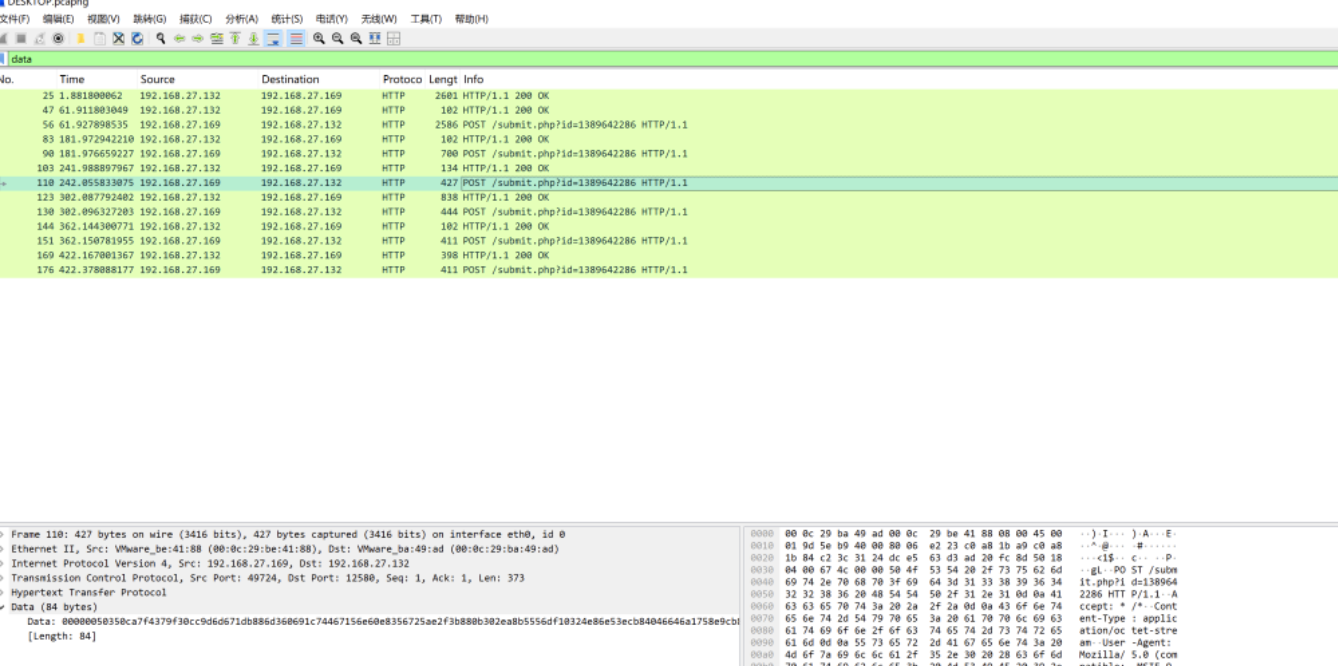 DESKTOP.pcapng
文件(F) 编辑(E) 视图(V) 跳转(G) 捕获(C) 分析(A) 统计(S) 电话(Y) 无线(W) 工具(T) 帮助(H)
data
No. Time Source Destination Protoco Lengt Info
25 1.881800062 192.168.27.132 192.168.27.169 HTTP 2601 HTTP/1.1 200 OK
47 61.911803049 192.168.27.132 192.168.27.169 HTTP 102 HTTP/1.1 200 OK
56 61.927898535 192.168.27.169 192.168.27.132 HTTP 2586 POST /submit.php?id=1389642286 HTTP/1.1
83 181.972942210 192.168.27.132 192.168.27.169 HTTP 102 HTTP/1.1 200 OK
90 181.976659227 192.168.27.169 192.168.27.132 HTTP 700 POST /submit.php?id=1389642286 HTTP/1.1
103 241.988897967 192.168.27.132 192.168.27.169 HTTP 134 HTTP/1.1 200 OK
110 242.055833075 192.168.27.169 192.168.27.132 HTTP 427 POST /submit.php?id=1389642286 HTTP/1.1
123 302.087792402 192.168.27.132 192.168.27.169 HTTP 838 HTTP/1.1 200 OK
130 302.096327203 192.168.27.169 192.168.27.132 HTTP 444 POST /submit.php?id=1389642286 HTTP/1.1
144 362.144300771 192.168.27.132 192.168.27.169 HTTP 102 HTTP/1.1 200 OK
151 362.150781955 192.168.27.169 192.168.27.132 HTTP 411 POST /submit.php?id=1389642286 HTTP/1.1
169 422.167001367 192.168.27.132 192.168.27.169 HTTP 398 HTTP/1.1 200 OK
176 422.378088177 192.168.27.169 192.168.27.132 HTTP 411 POST /submit.php?id=1389642286 HTTP/1.1
Frame 110: 427 bytes on wire (3416 bits), 427 bytes captured (3416 bits) on interface eth0, id 0
Ethernet II, Src: VMware_be:41:88 (00:0c:29:be:41:88), Dst: VMware_ba:49:ad (00:0c:29:ba:49:ad)
Internet Protocol Version 4, Src: 192.168.27.169, Dst: 192.168.27.132
Transmission Control Protocol, Src Port: 49724, Dst Port: 12580, Seq: 1, Ack: 1, Len: 373
Hypertext Transfer Protocol
Data (84 bytes)
Data: 00000050350ca7f4379f30cc9d6d671db886d360691c74467156e60e8356725ae2f3b880b302ea8b5556df10324e86e53ecb84046646a1758e9cb
[Length: 84]
0000 00 0c 29 ba 49 ad 00 0c 29 be 41 88 08 00 45 00 ··)·I···)·A···E·
0010 01 9d 5e b9 40 00 80 06 e2 23 c0 a8 1b a9 c0 a8 ··^·@····#······
0020 1b 84 c2 3c 31 24 dc e5 63 d3 ad 20 fc 8d 50 18 ···<1$··c·· ··P·
0030 04 00 67 4c 00 00 50 4f 53 54 20 2f 73 75 62 6d ··gL··PO ST /subm
0040 69 74 2e 70 68 70 3f 69 64 3d 31 33 38 39 36 34 it.php?i d=138964
0050 32 32 38 36 20 48 54 54 50 2f 31 2e 31 0d 0a 41 2286 HTT P/1.1··A
0060 63 63 65 70 74 3a 20 2a 2f 2a 0d 0a 43 6f 6e 74 ccept: * /*··Cont
0070 65 6e 74 2d 54 79 70 65 3a 20 61 70 70 6c 69 63 ent-Type : applic
0080 61 74 69 6f 6e 2f 6f 63 74 65 74 2d 73 74 72 65 ation/oc tet-stre
0090 61 6d 0d 0a 55 73 65 72 2d 41 67 65 6e 74 3a 20 am··User -Agent:
00a0 4d 6f 7a 69 6c 6c 61 2f 35 2e 30 20 28 63 6f 6d Mozilla/ 5.0 (com